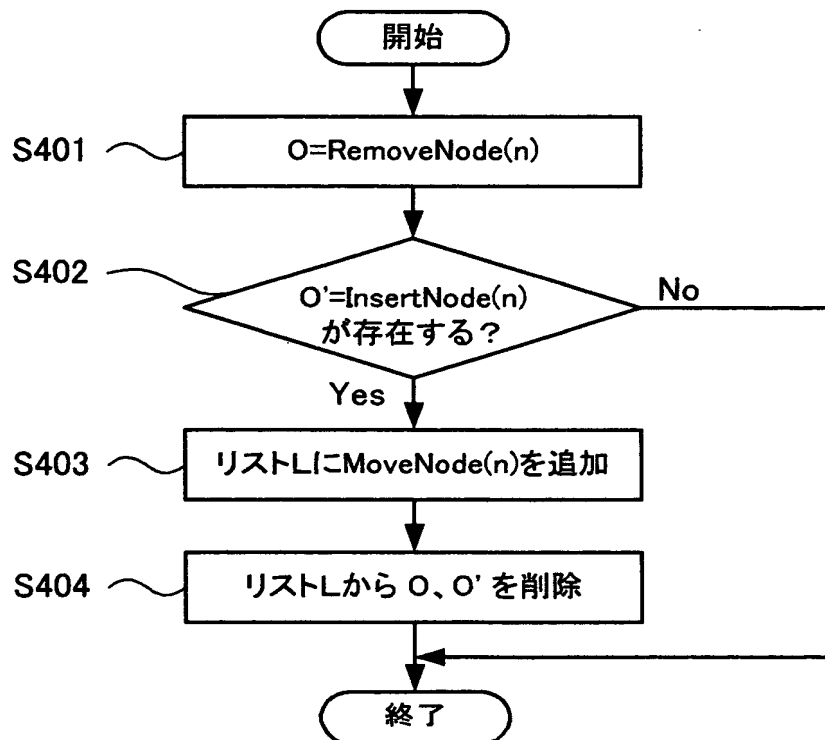 開始
S401
O=RemoveNode(n)
S402
O'=InsertNode(n)
が存在する?
No
Yes
S403
リストLにMoveNode(n)を追加
S404
リストLから O、O' を削除
終了